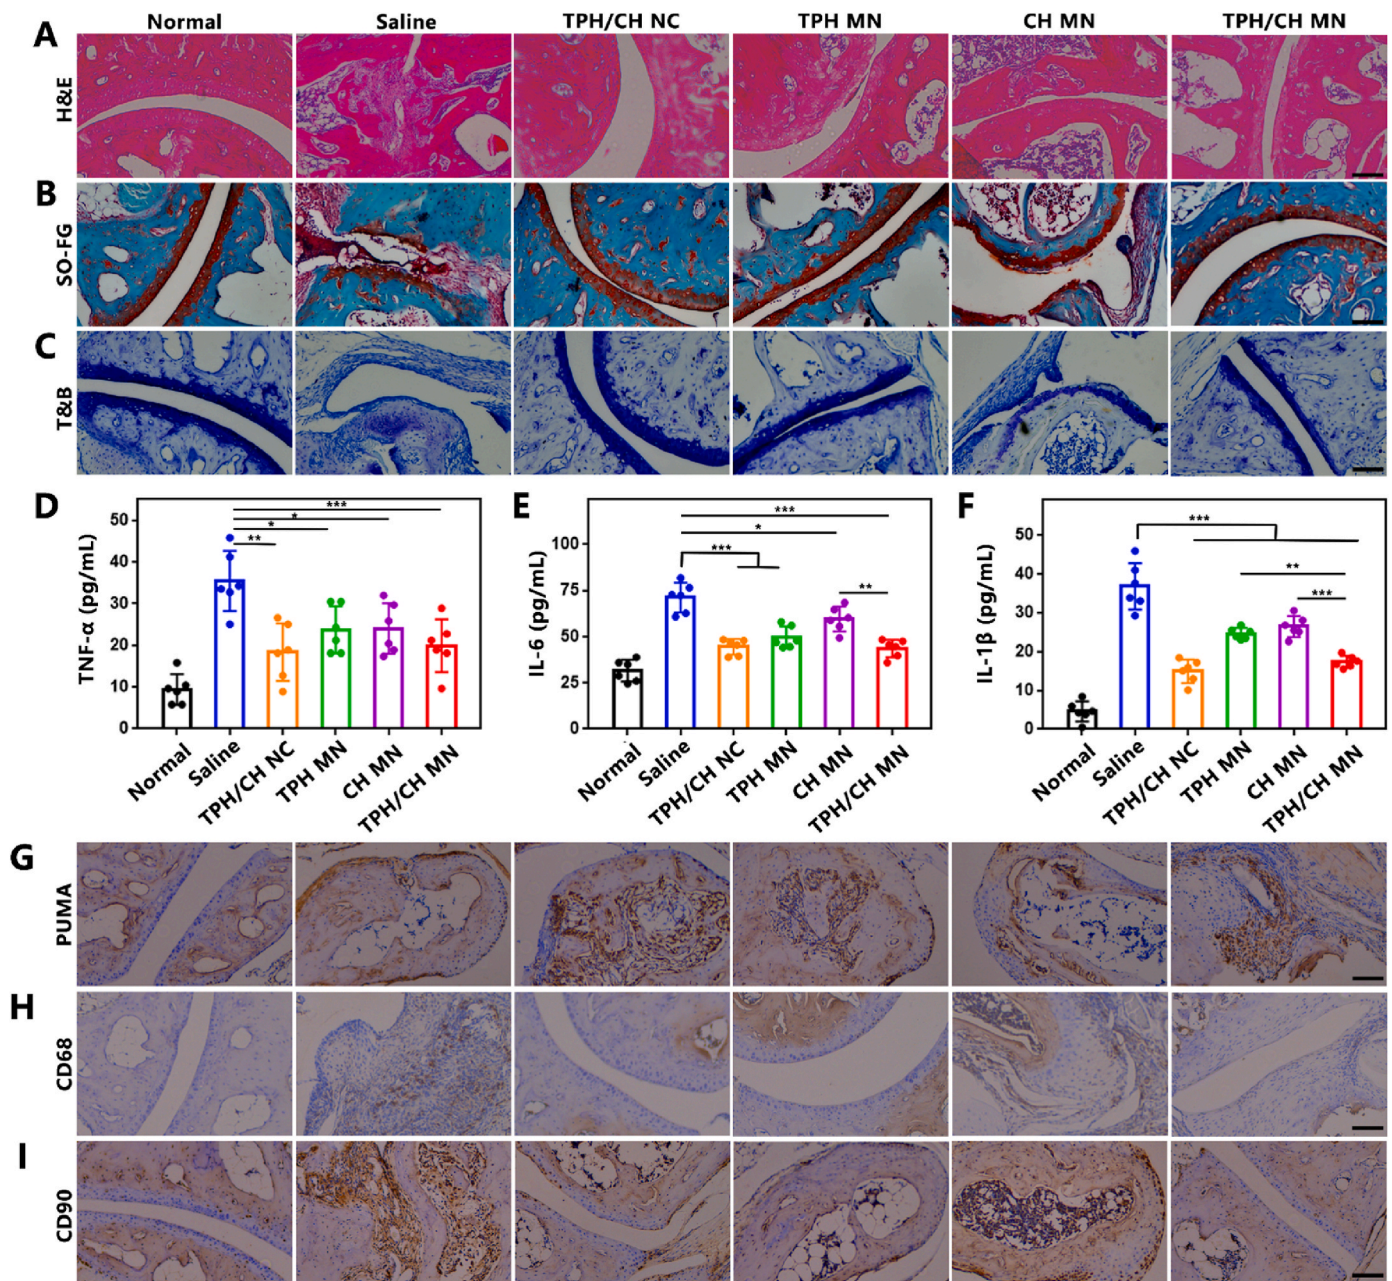 Normal Saline TPH/CH NC TPH MN CH MN TPH/CH MN
A
H&E
B
SO-FG
C
T&B
D
TNF-α (pg/mL)
50
40
30
20
10
0
***
*
*
**
Normal
Saline
TPH/CH NC
TPH MN
CH MN
TPH/CH MN
E
IL-6 (pg/mL)
100
75
50
25
0
***
*
***
**
Normal
Saline
TPH/CH NC
TPH MN
CH MN
TPH/CH MN
F
IL-1β (pg/mL)
50
40
30
20
10
0
***
**
***
Normal
Saline
TPH/CH NC
TPH MN
CH MN
TPH/CH MN
G
PUMA
H
CD68
I
CD90